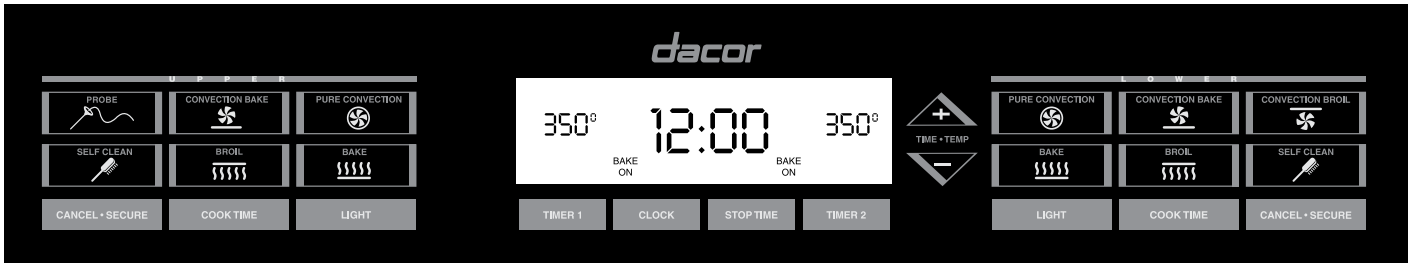 dacor
UPPER
PROBE
CONVECTION BAKE
PURE CONVECTION
SELF CLEAN
BROIL
BAKE
CANCEL • SECURE
COOK TIME
LIGHT
350°
12:00
350°
BAKE
ON
BAKE
ON
TIMER 1
CLOCK
STOP TIME
TIMER 2
+
TIME • TEMP
−
LOWER
PURE CONVECTION
CONVECTION BAKE
CONVECTION BROIL
BAKE
BROIL
SELF CLEAN
LIGHT
COOK TIME
CANCEL • SECURE